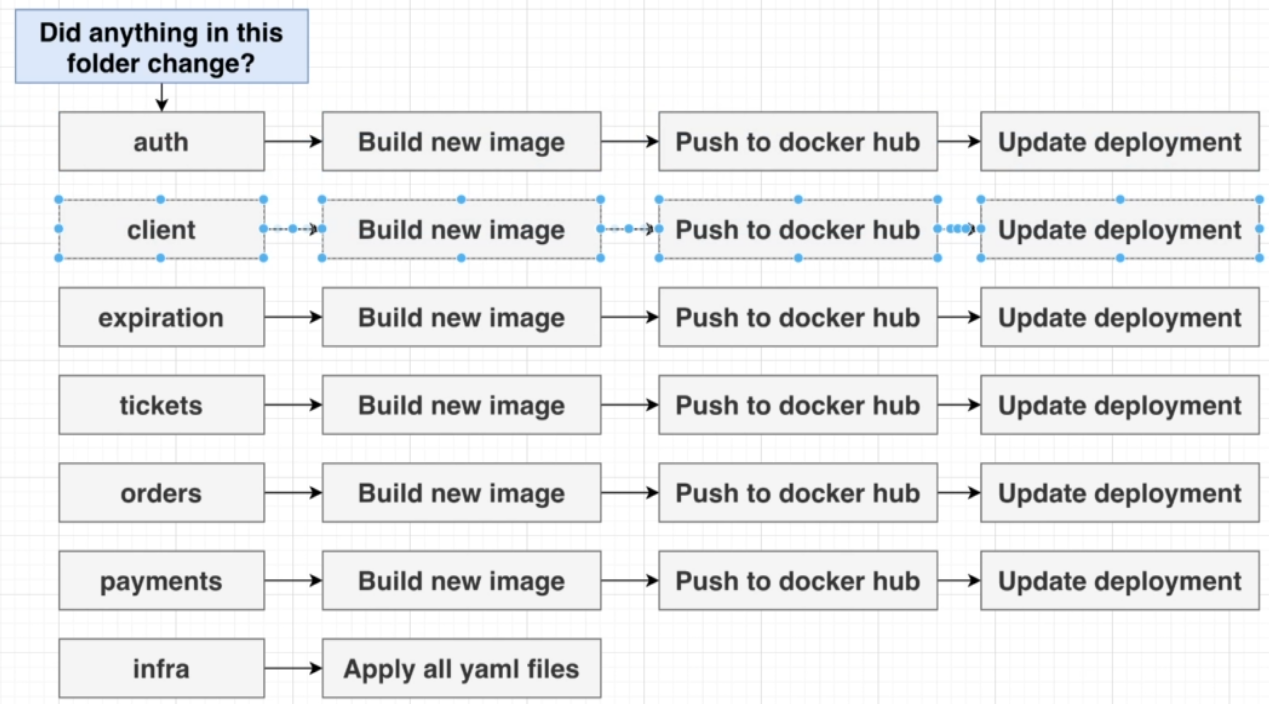 Did anything in this
folder change?
auth
Build new image
Push to docker hub
Update deployment
client
Build new image
Push to docker hub
Update deployment
expiration
Build new image
Push to docker hub
Update deployment
tickets
Build new image
Push to docker hub
Update deployment
orders
Build new image
Push to docker hub
Update deployment
payments
Build new image
Push to docker hub
Update deployment
infra
Apply all yaml files